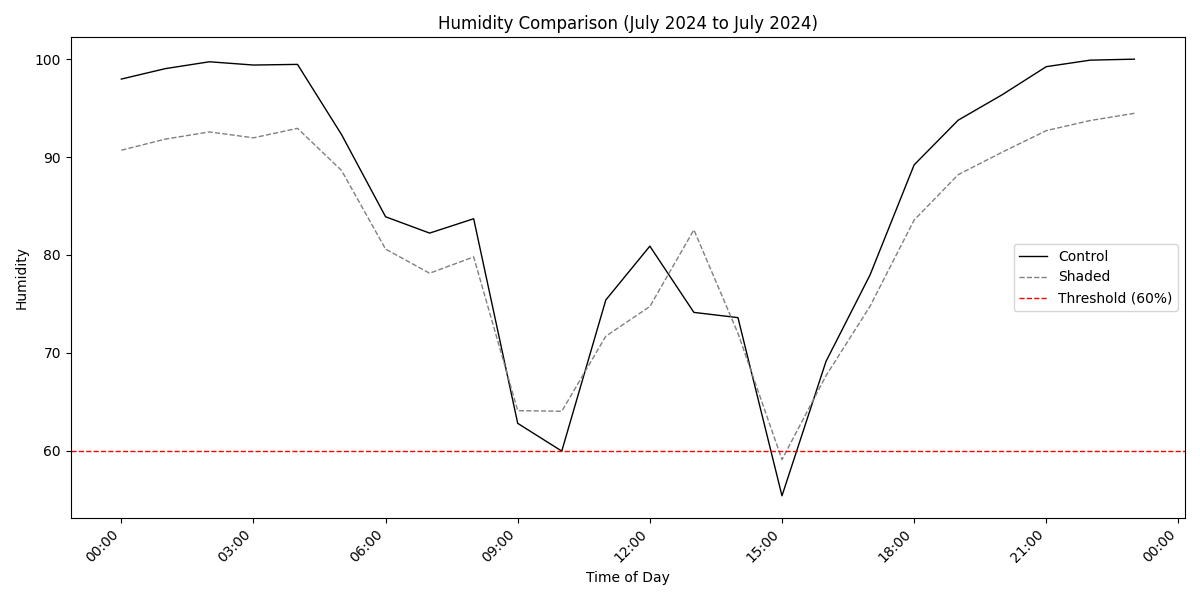 Humidity Comparison (July 2024 to July 2024)
100
90
80
70
60
Humidity
Control
Shaded
Threshold (60%)
00:00
03:00
06:00
09:00
12:00
15:00
18:00
21:00
00:00
Time of Day